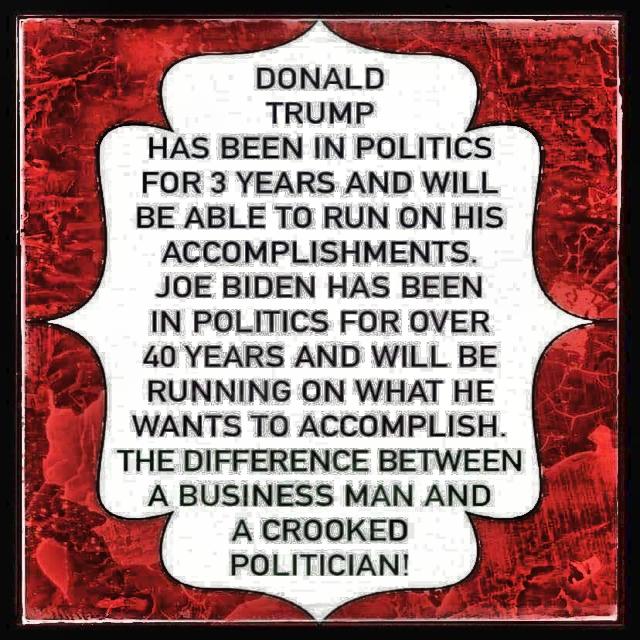 DONALD
TRUMP
HAS BEEN IN POLITICS
FOR 3 YEARS AND WILL
BE ABLE TO RUN ON HIS
ACCOMPLISHMENTS.
JOE BIDEN HAS BEEN
IN POLITICS FOR OVER
40 YEARS AND WILL BE
RUNNING ON WHAT HE
WANTS TO ACCOMPLISH.
THE DIFFERENCE BETWEEN
A BUSINESS MAN AND
A CROOKED
POLITICIAN!